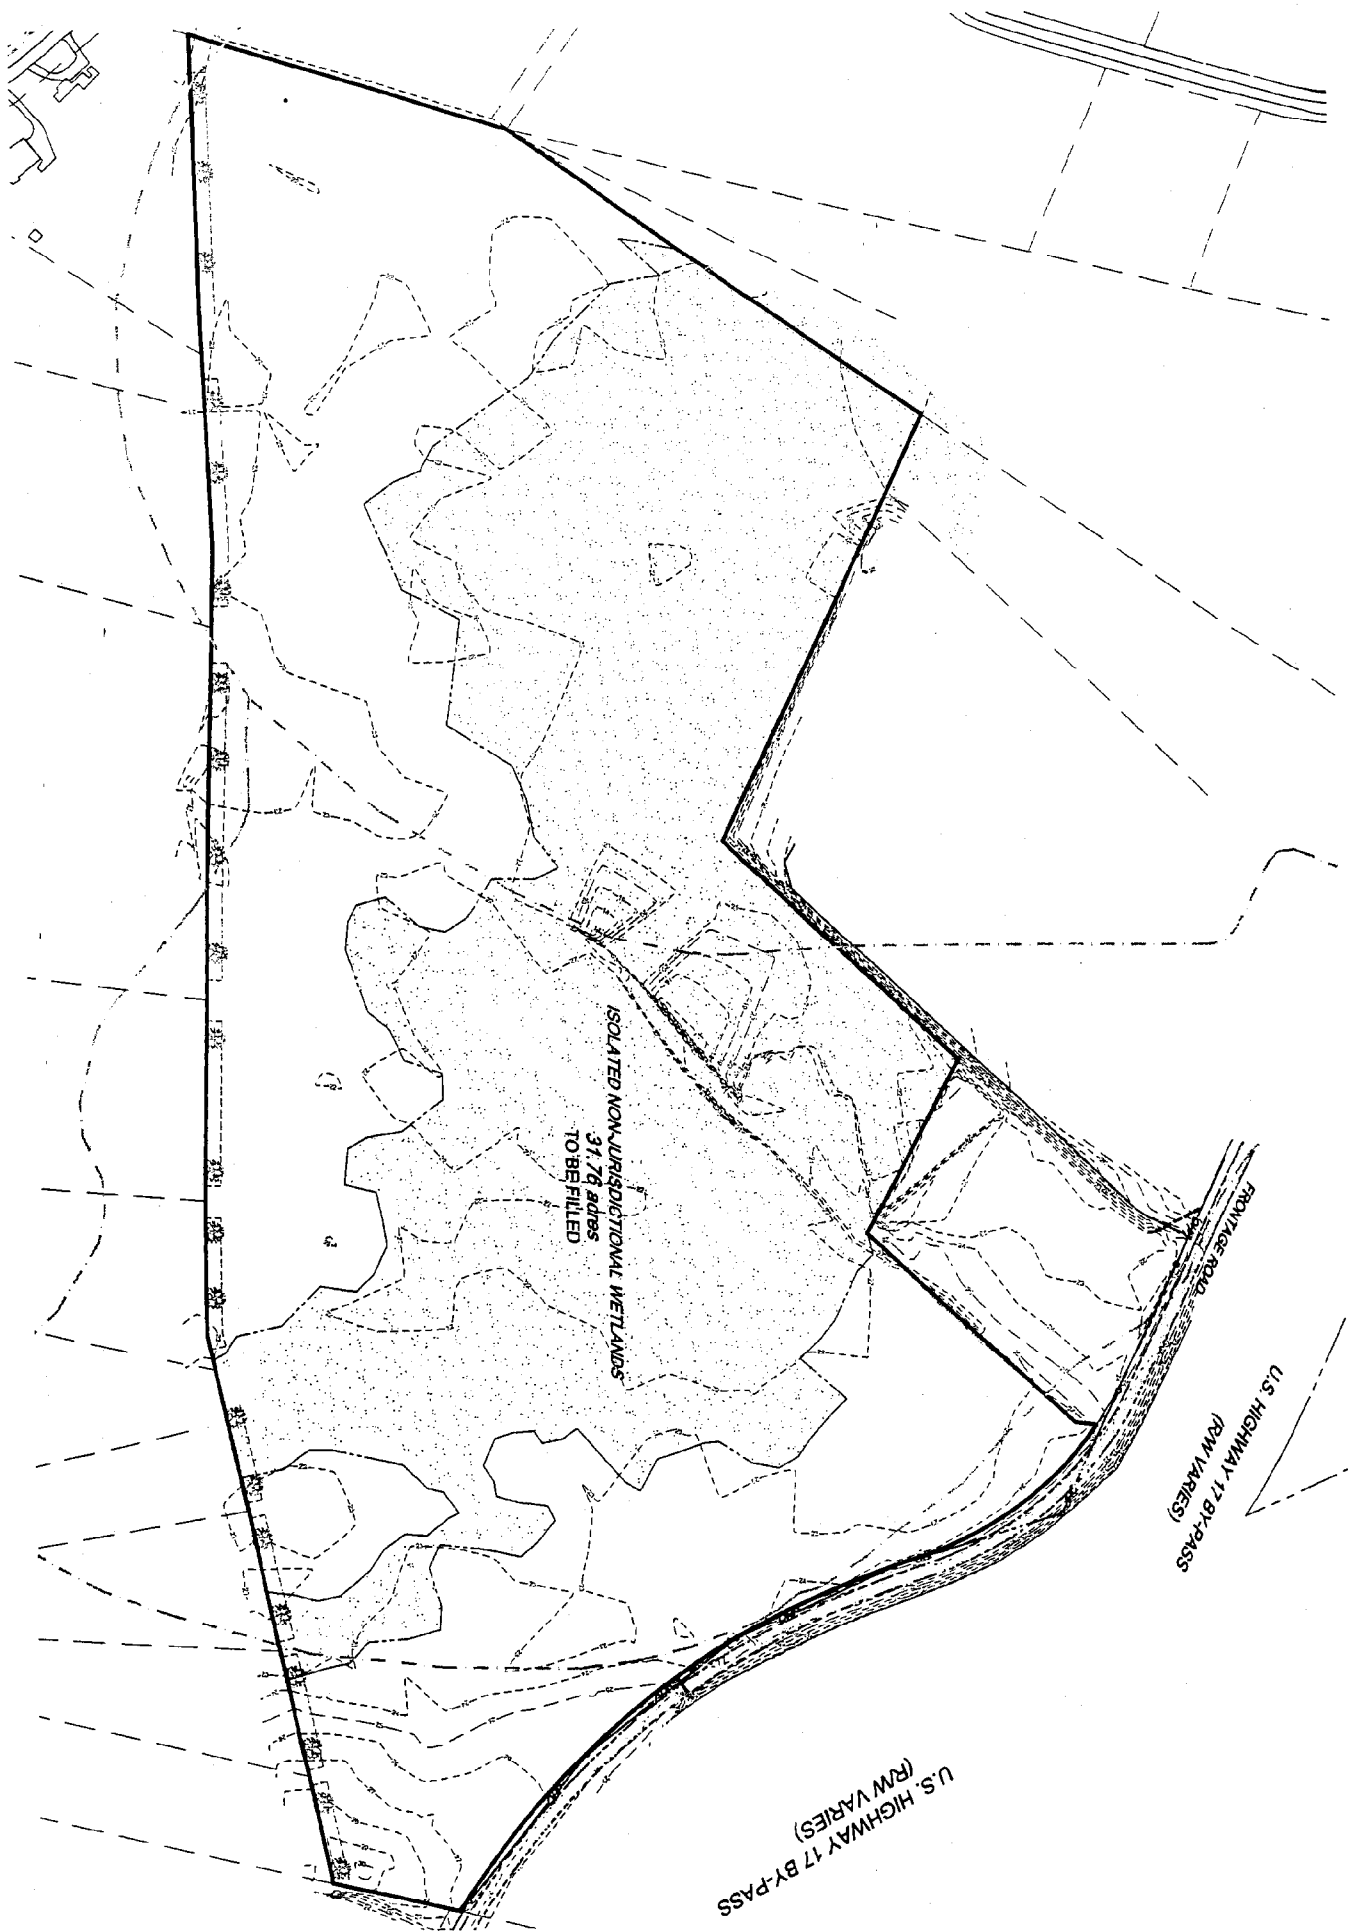 ISOLATED NON-JURISDICTIONAL WETLANDS
31.76 acres
TO BE FILLED
FRONTAGE ROAD
U.S. HIGHWAY 17 BY-PASS
(R/W VARIES)
U.S. HIGHWAY 17 BY-PASS
(R/W VARIES)